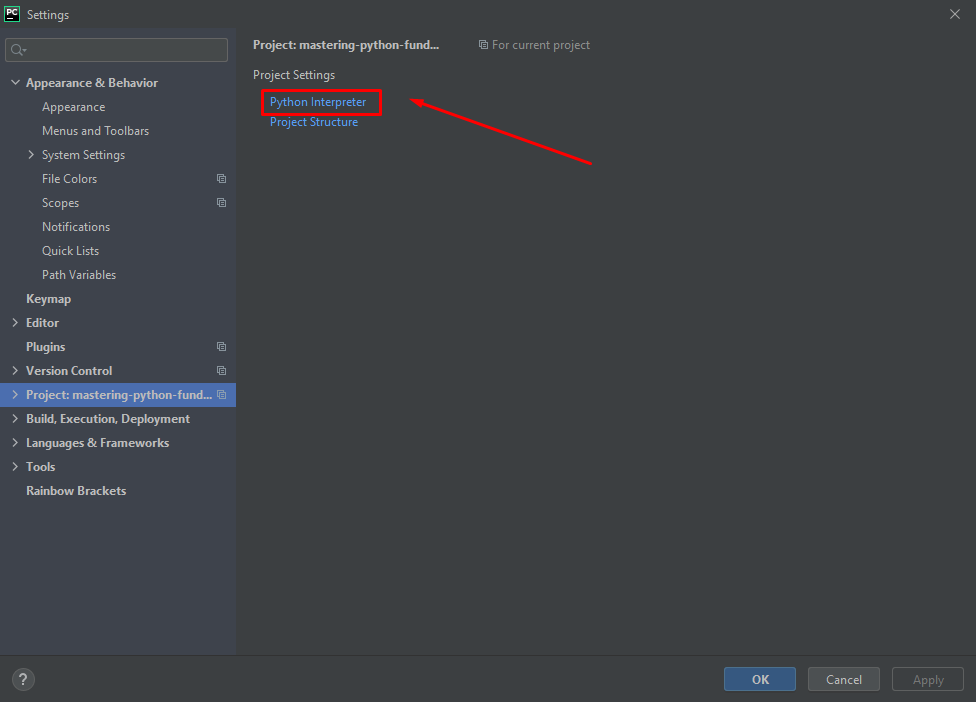 PC Settings
Project: mastering-python-fund... For current project
Project Settings
Python Interpreter
Project Structure
Appearance & Behavior
Appearance
Menus and Toolbars
System Settings
File Colors
Scopes
Notifications
Quick Lists
Path Variables
Keymap
Editor
Plugins
Version Control
Project: mastering-python-fund...
Build, Execution, Deployment
Languages & Frameworks
Tools
Rainbow Brackets
? OK Cancel Apply